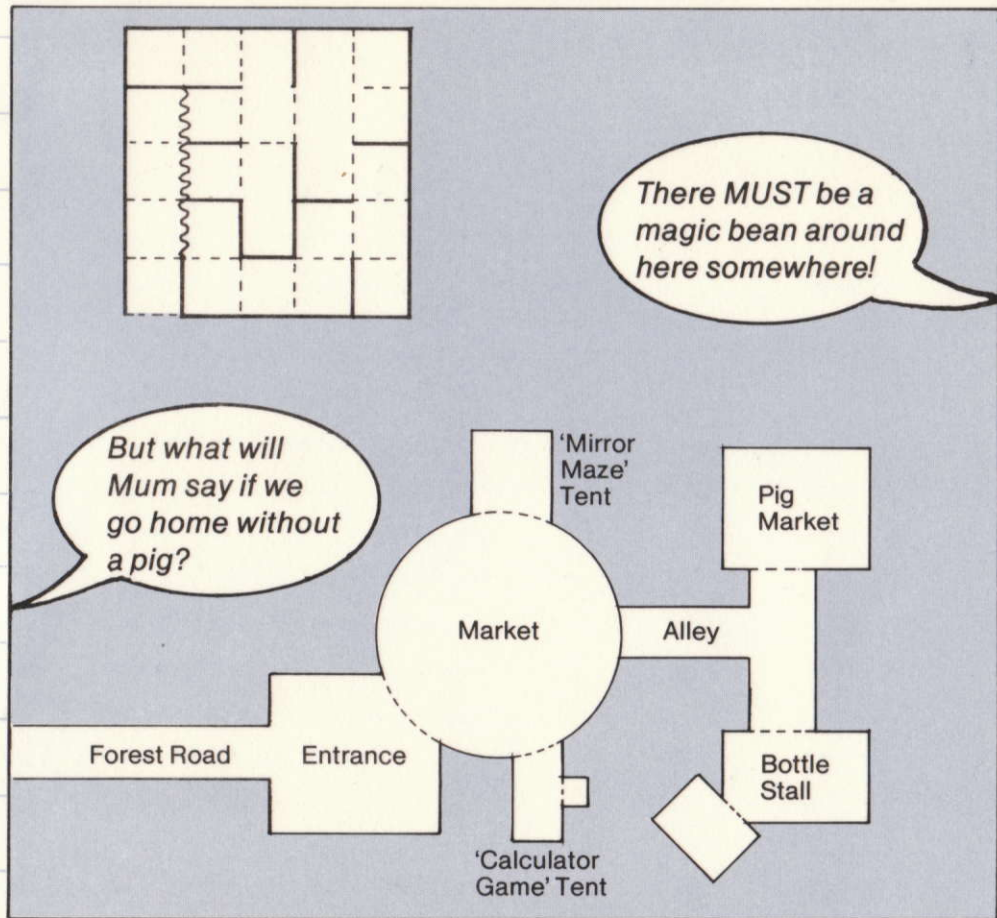 There MUST be a
magic bean around
here somewhere!
But what will
Mum say if we
go home without
a pig?
'Mirror
Maze'
Tent
Pig
Market
Market
Alley
Forest Road
Entrance
Bottle
Stall
'Calculator
Game' Tent